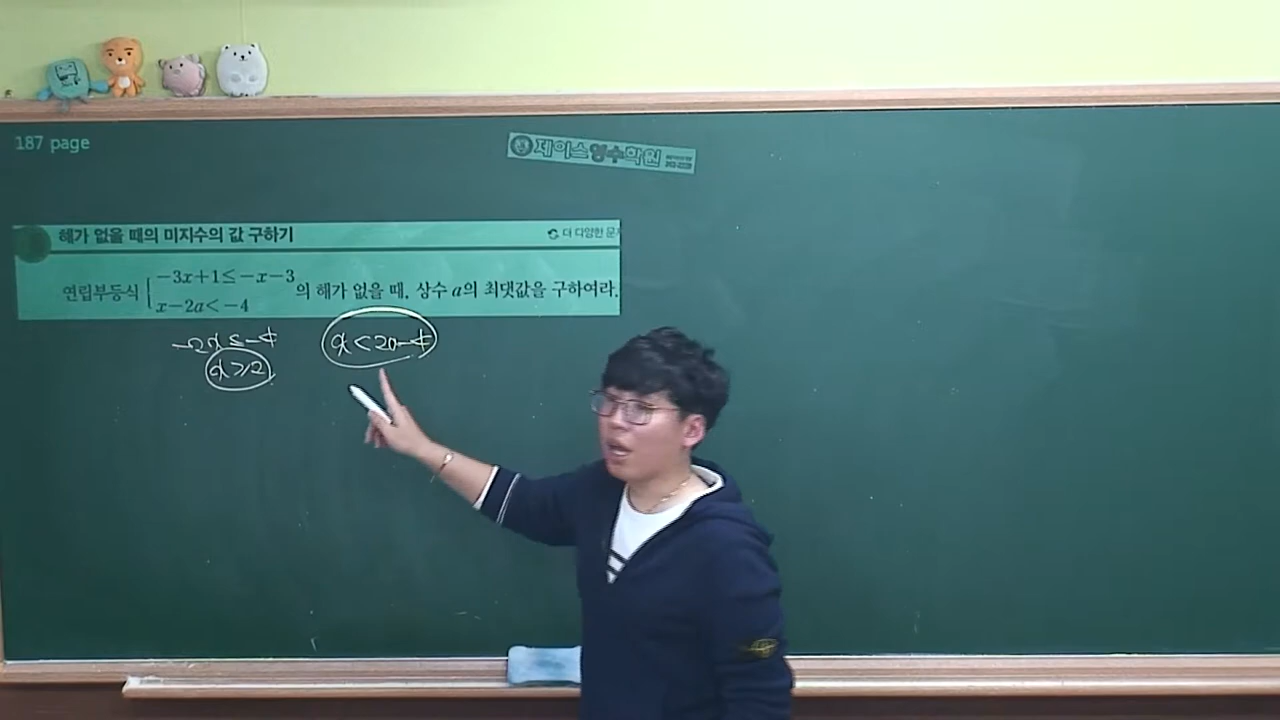 187 page
제이스영수학원
해가 없을 때의 미지수의 값 구하기
더 다양한 문
연립부등식 { -3x+1≤-x-3
x-2a<-4 의 해가 없을 때, 상수 a의 최댓값을 구하여라.
-2x≤-4
x≥2
x<2a-4